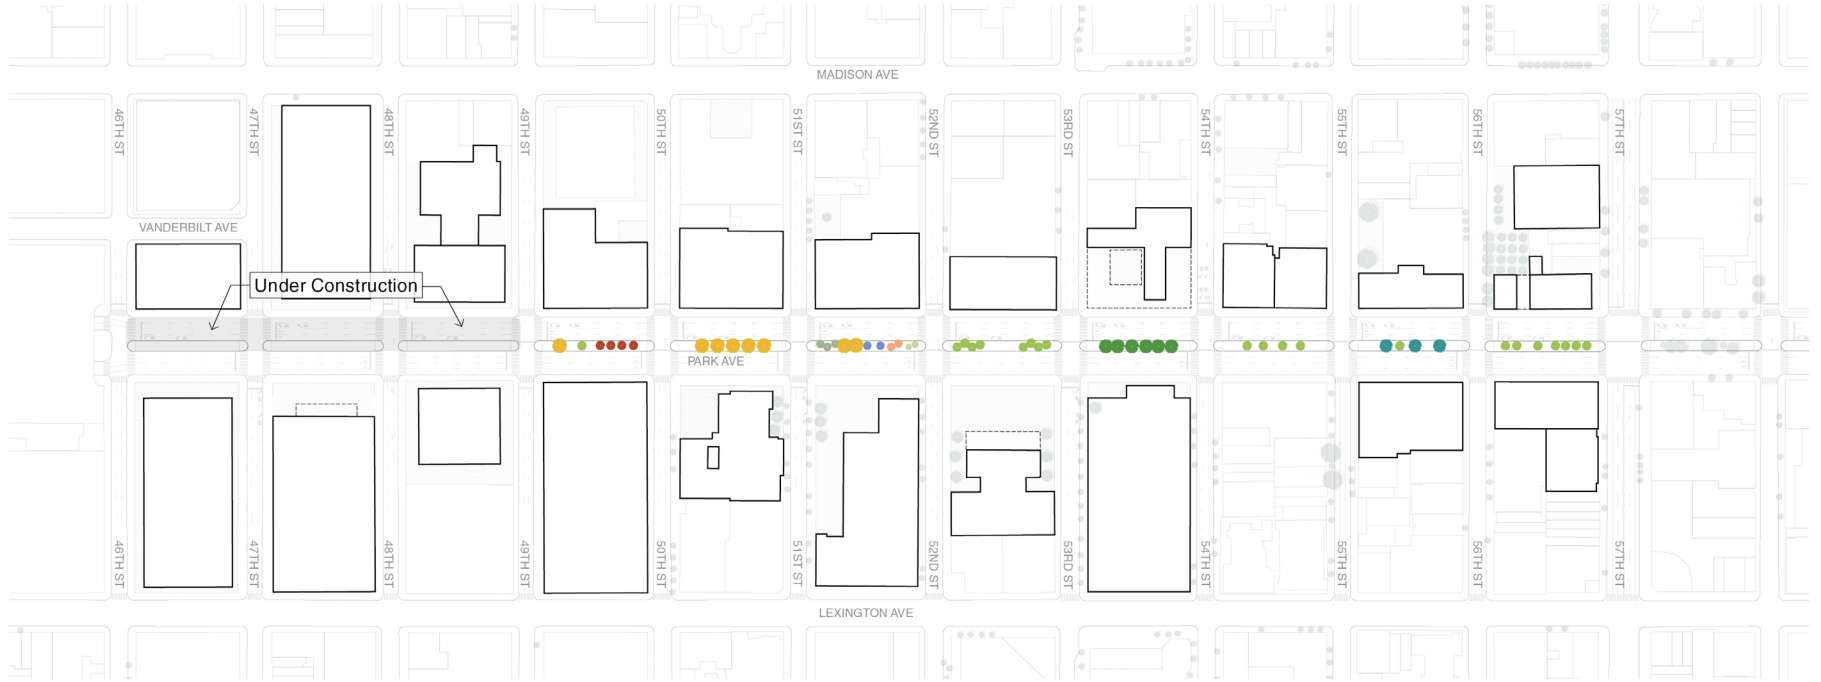 MADISON AVE
46TH ST
47TH ST
48TH ST
49TH ST
50TH ST
51ST ST
52ND ST
53RD ST
54TH ST
55TH ST
56TH ST
57TH ST
VANDERBILT AVE
Under Construction
PARK AVE
46TH ST
47TH ST
48TH ST
49TH ST
50TH ST
51ST ST
52ND ST
53RD ST
54TH ST
55TH ST
56TH ST
57TH ST
LEXINGTON AVE